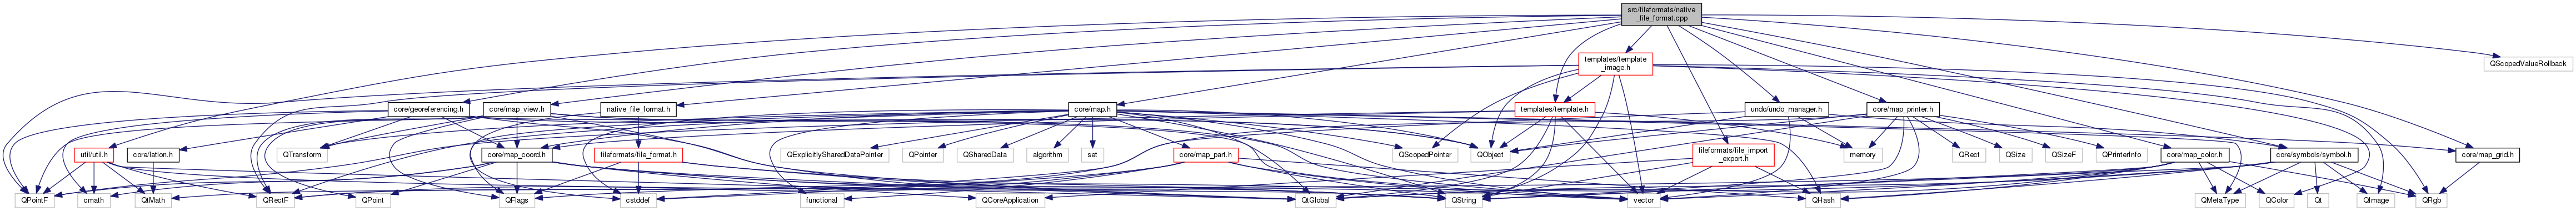 src/fileformats/native
_file_format.cpp
templates/template
_image.h
QScopedValueRollback
core/georeferencing.h
core/map_view.h
native_file_format.h
core/map.h
templates/template.h
undo/undo_manager.h
core/map_printer.h
util/util.h
core/latlon.h
QTransform
core/map_coord.h
fileformats/file_format.h
QExplicitlySharedDataPointer
QPointer
QSharedData
algorithm
set
core/map_part.h
QScopedPointer
QObject
fileformats/file_import
_export.h
memory
QRect
QSize
QSizeF
QPrinterInfo
core/map_color.h
core/symbols/symbol.h
core/map_grid.h
QPointF
cmath
QtMath
QRectF
QPoint
QFlags
cstddef
functional
QCoreApplication
QtGlobal
QString
vector
QHash
QMetaType
QColor
Qt
QImage
QRgb